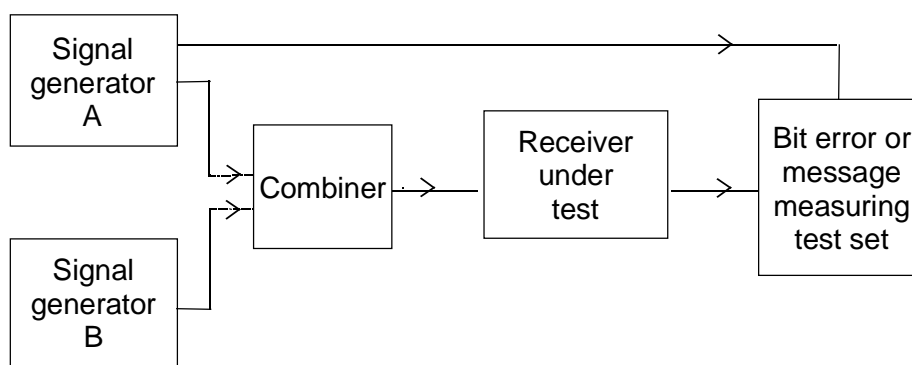 Signal
generator
A
Combiner
Receiver
under
test
Bit error or
message
measuring
test set
Signal
generator
B